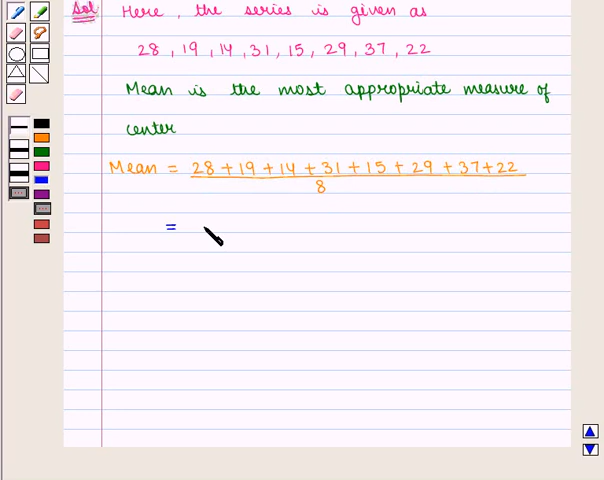 Sol
Here, the series is given as
28, 19, 14, 31, 15, 29, 37, 22
Mean is the most appropriate measure of
center
Mean = 28 + 19 + 14 + 31 + 15 + 29 + 37 + 22
8
=